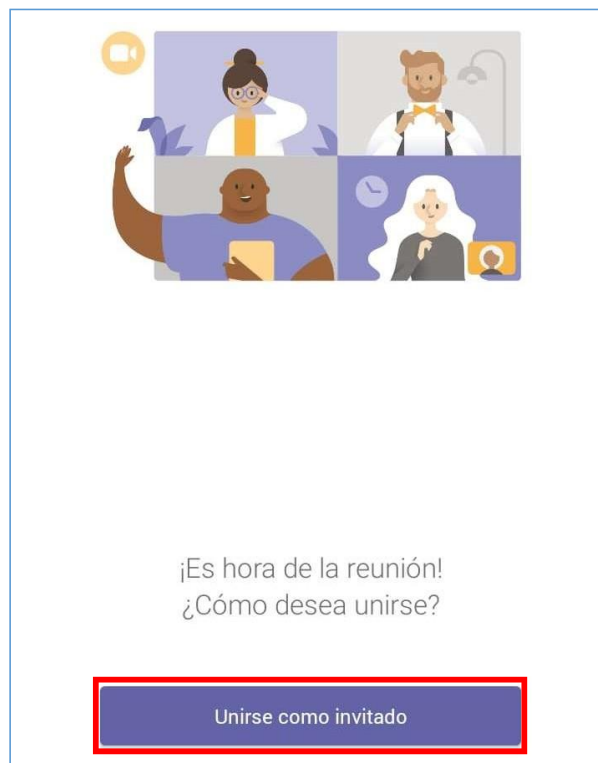 ¡Es hora de la reunión!
¿Cómo desea unirse?
Unirse como invitado